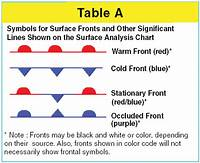 Table A
Symbols for Surface Fronts and Other Significant
Lines Shown on the Surface Analysis Chart
Warm Front (red)*
Cold Front (blue)*
Stationary Front
(red/blue)*
Occluded Front
(purple)*
* Note : Fronts may be black and white or color, depending
on their source. Also, fronts shown in color code will not
necessarily show frontal symbols.